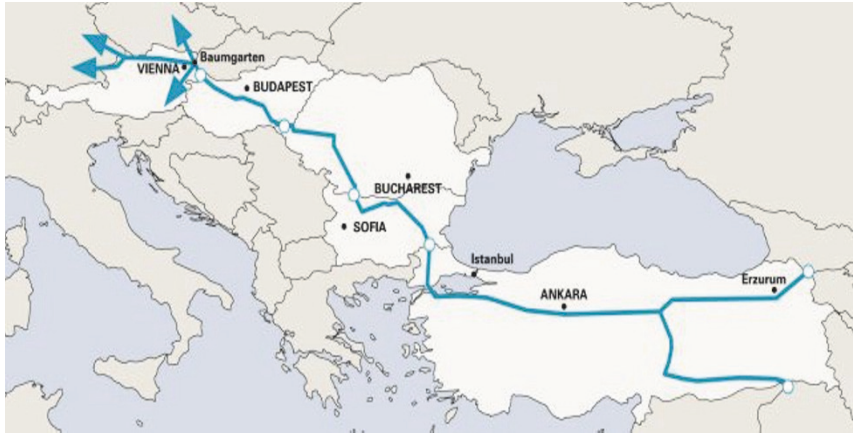 Baumgarten
VIENNA
BUDAPEST
BUCHAREST
SOFIA
Istanbul
Erzurum
ANKARA